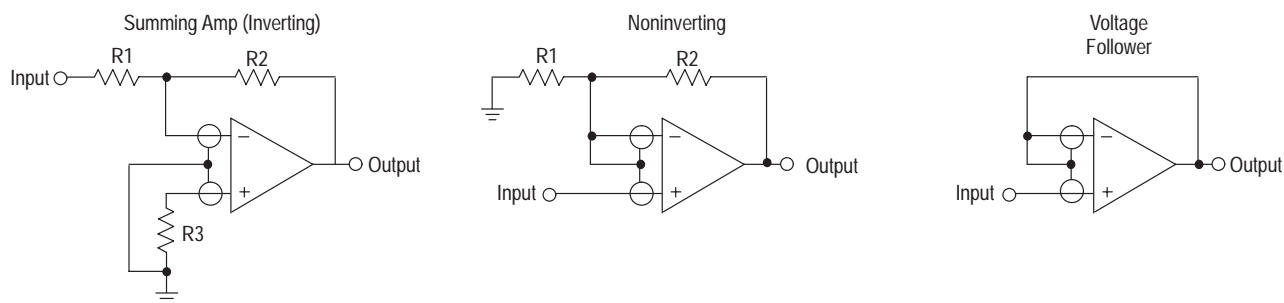 Summing Amp (Inverting)
R1
R2
Input
−
+
Output
R3
Noninverting
R1
R2
−
+
Input
Output
Voltage
Follower
−
+
Input
Output